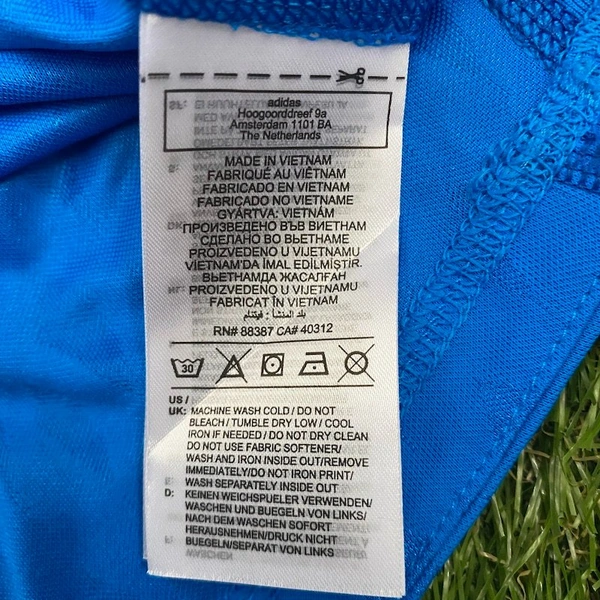 adidas
Hoogoorddreef 9a
Amsterdam 1101 BA
The Netherlands
MADE IN VIETNAM
FABRIQUÉ AU VIÊTNAM
FABRICADO EN VIETNAM
FABRICADO NO VIETNAME
GYÁRTVA: VIETNÁM
ПРОИЗВЕДЕНО ВЪВ ВИЕТНАМ
СДЕЛАНО ВО ВЬЕТНАМЕ
PROIZVEDENO U VIJETNAMU
VIETNAM'DA İMAL EDİLMİŞTİR.
ВЬЕТНАМДА ЖАСАЛҒАН
PROIZVEDENO U VIJETNAMU
FABRICAT ÎN VIETNAM
بلد المنشأ : فيتنام
RN# 88387 CA# 40312
30
US /
UK: MACHINE WASH COLD / DO NOT
BLEACH / TUMBLE DRY LOW / COOL
IRON IF NEEDED / DO NOT DRY CLEAN
DO NOT USE FABRIC SOFTENER/
WASH AND IRON INSIDE OUT/REMOVE
IMMEDIATELY/DO NOT IRON PRINT/
WASH SEPARATELY INSIDE OUT
D: KEINEN WEICHSPUELER VERWENDEN/
WASCHEN UND BUEGELN VON LINKS/
NACH DEM WASCHEN SOFORT
HERAUSNEHMEN/DRUCK NICHT
BUEGELN/SEPARAT VON LINKS
WASCHEN